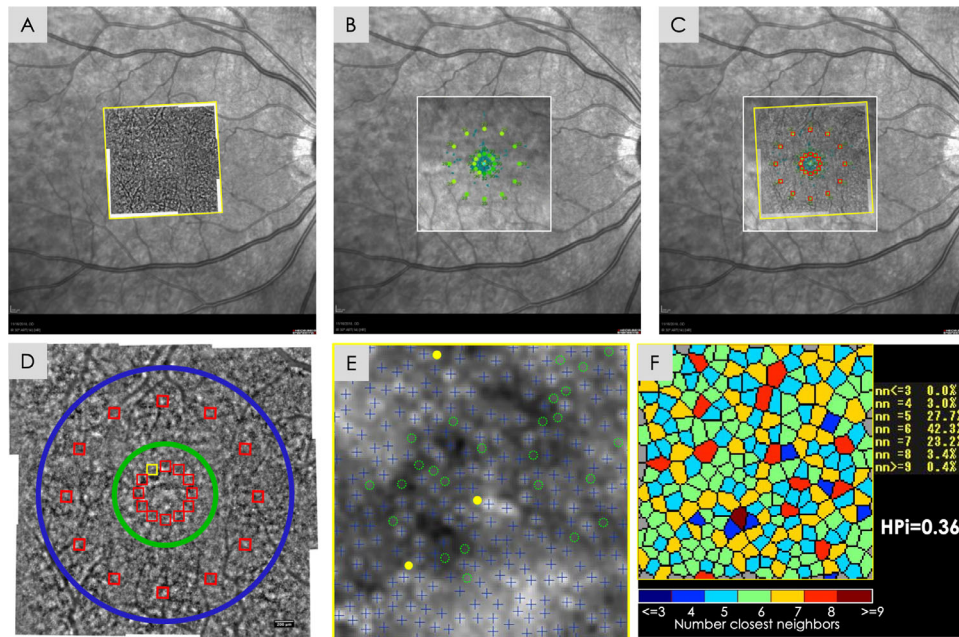 A
B
C
D
E
F
nn<=3 0.0%
nn =4 3.0%
nn =5 27.7%
nn =6 42.3%
nn =7 23.2%
nn =8 3.4%
nn>=9 0.4%
HPi=0.36
<=3 4 5 6 7 8 >=9
Number closest neighbors
200 µm